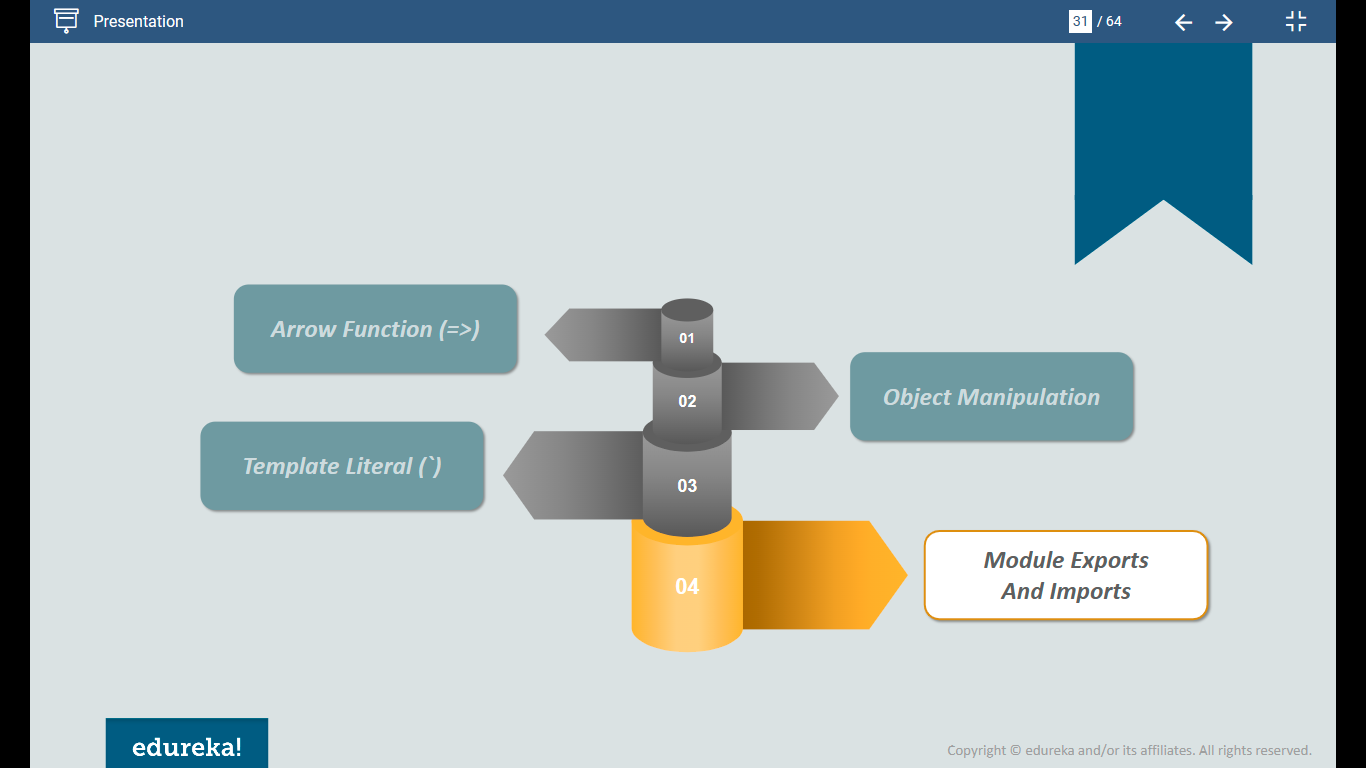 Presentation
31 / 64
Arrow Function (=>)
01
02
Object Manipulation
Template Literal (`)
03
04
Module Exports
And Imports
edureka!
Copyright © edureka and/or its affiliates. All rights reserved.